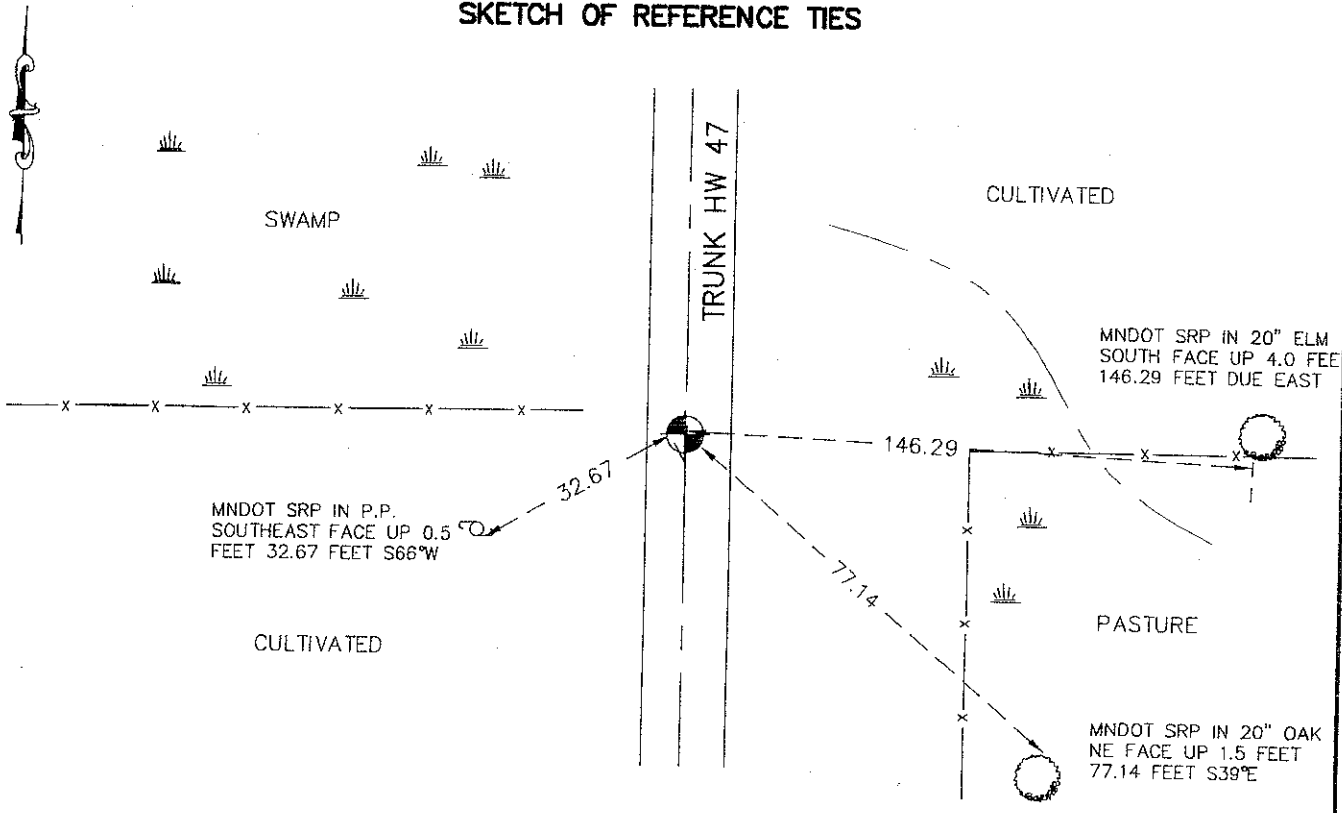 SKETCH OF REFERENCE TIES
TRUNK HW 47
SWAMP
CULTIVATED
MNDOT SRP IN 20" ELM
SOUTH FACE UP 4.0 FEE
146.29 FEET DUE EAST
146.29
32.67
MNDOT SRP IN P.P.
SOUTHEAST FACE UP 0.5
FEET 32.67 FEET S66°W
77.14
CULTIVATED
PASTURE
MNDOT SRP IN 20" OAK
NE FACE UP 1.5 FEET
77.14 FEET S39°E